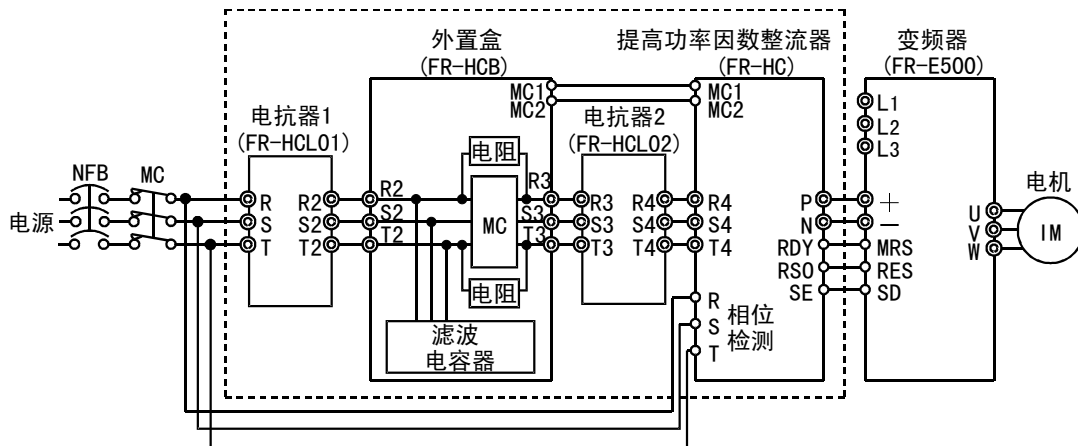 外置盒
(FR-HCB)
提高功率因数整流器
(FR-HC)
变频器
(FR-E500)
MC1
MC2
MC1
MC2
L1
L2
L3
电抗器1
(FR-HCL01)
电抗器2
(FR-HCL02)
NFB
MC
电源
R
S
T
R2
S2
T2
R2
S2
T2
电阻
MC
电阻
R3
S3
T3
R3
S3
T3
R4
S4
T4
R4
S4
T4
P
N
RDY
RSO
SE
+
−
MRS
RES
SD
U
V
W
电机
IM
滤波
电容器
R
S
T
相位
检测